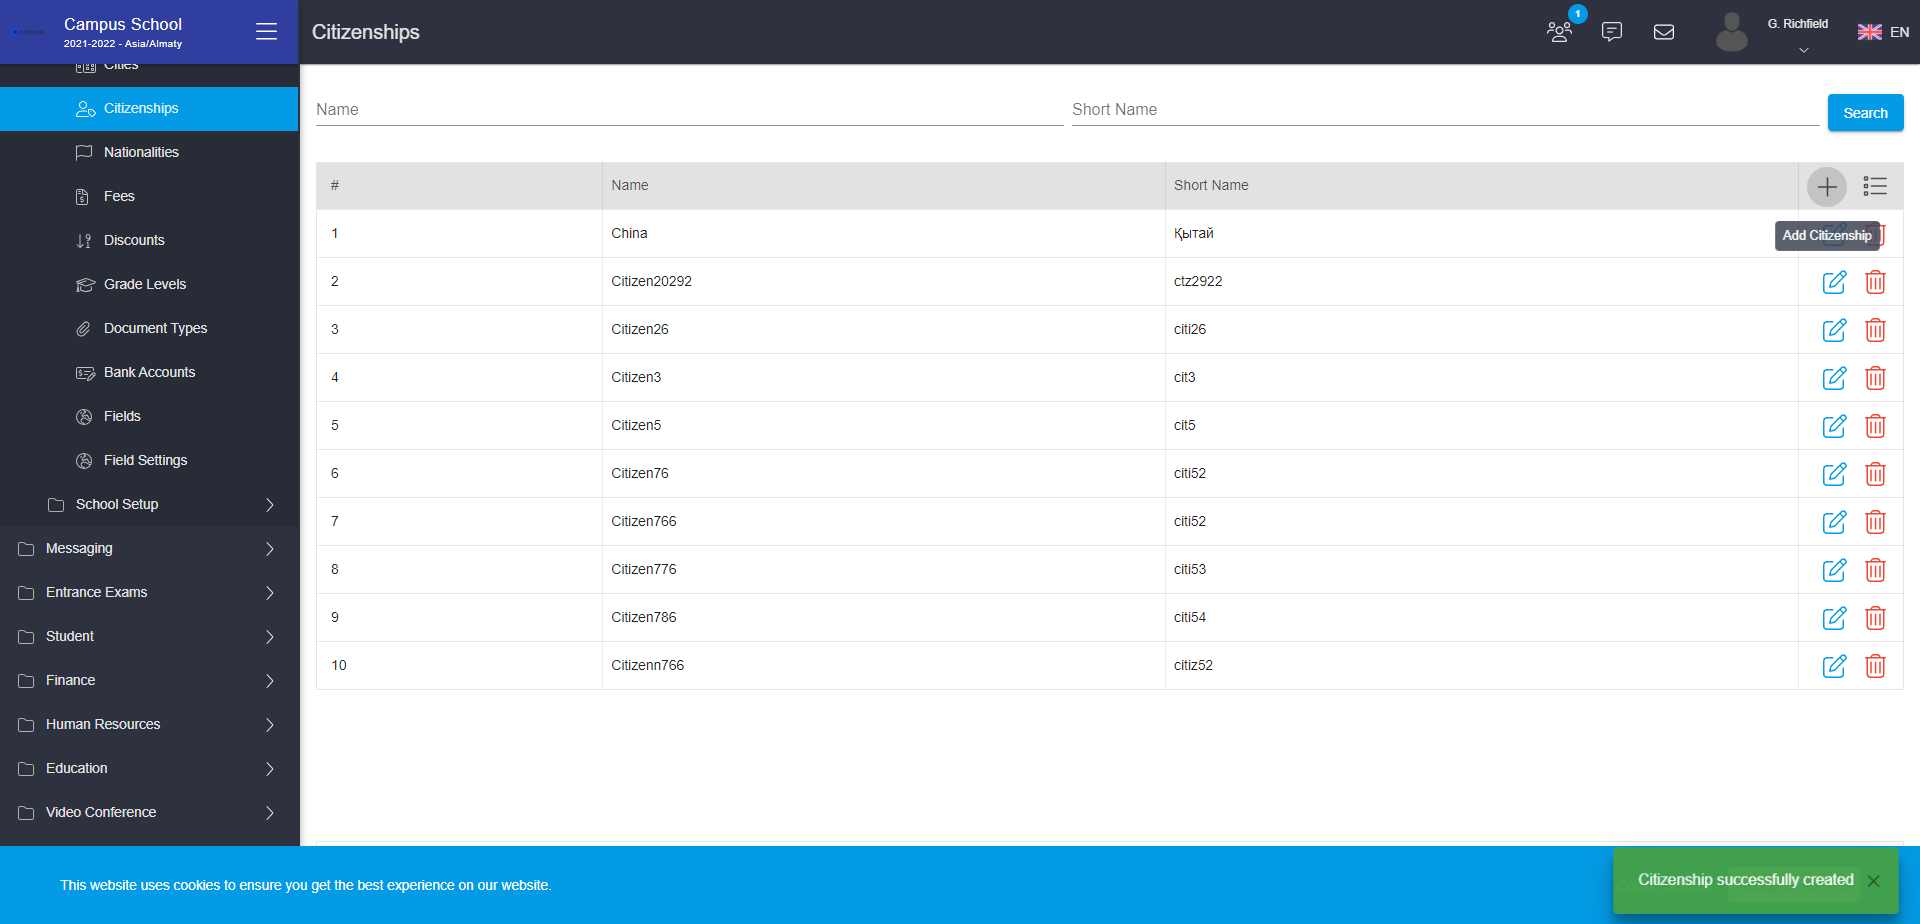 Campus School
2021-2022 - Asia/Almaty
Citizenships
1
G. Richfield
EN
Cities
Citizenships
Nationalities
Fees
Discounts
Grade Levels
Document Types
Bank Accounts
Fields
Field Settings
School Setup
Messaging
Entrance Exams
Student
Finance
Human Resources
Education
Video Conference
Name
Short Name
Search
# Name Short Name
1 China Қытай
Add Citizenship
2 Citizen20292 ctz2922
3 Citizen26 citi26
4 Citizen3 cit3
5 Citizen5 cit5
6 Citizen76 citi52
7 Citizen766 citi52
8 Citizen776 citi53
9 Citizen786 citi54
10 Citizenn766 citiz52
This website uses cookies to ensure you get the best experience on our website.
Citizenship successfully created